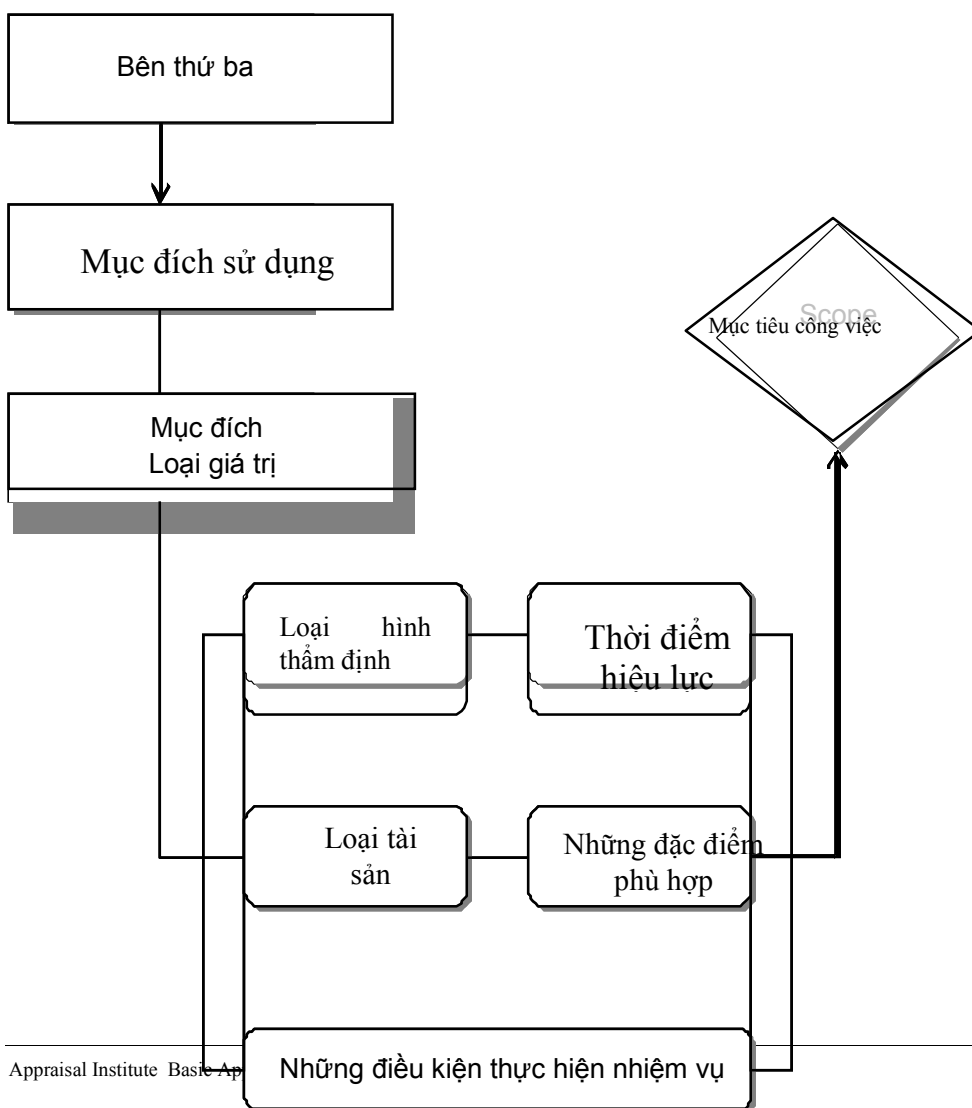 Bên thứ ba
Mục đích sử dụng
Scope
Mục tiêu công việc
Mục đích
Loại giá trị
Loại hình
thẩm định
Thời điểm
hiệu lực
Loại tài
sản
Những đặc điểm
phù hợp
Những điều kiện thực hiện nhiệm vụ
Appraisal Institute Basic Ap